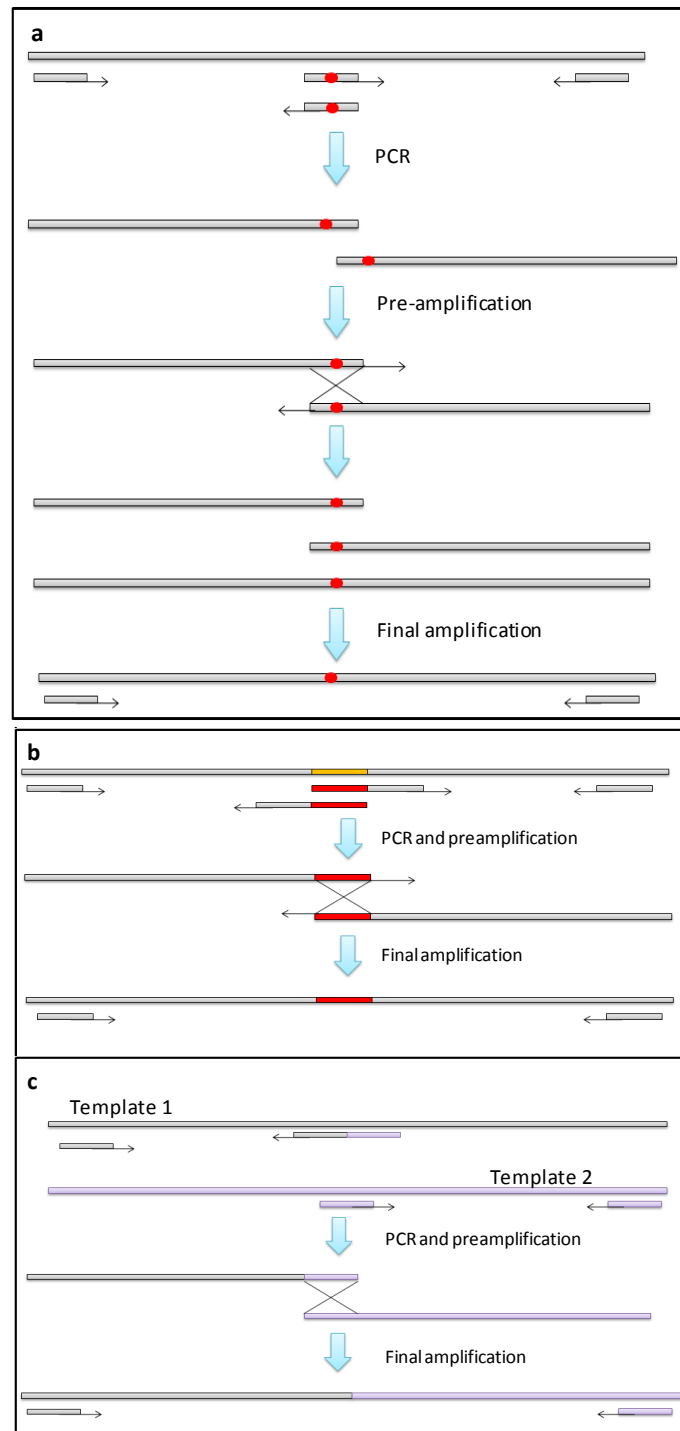 a
PCR
Pre-amplification
Final amplification
b
PCR and preamplification
Final amplification
c
Template 1
Template 2
PCR and preamplification
Final amplification